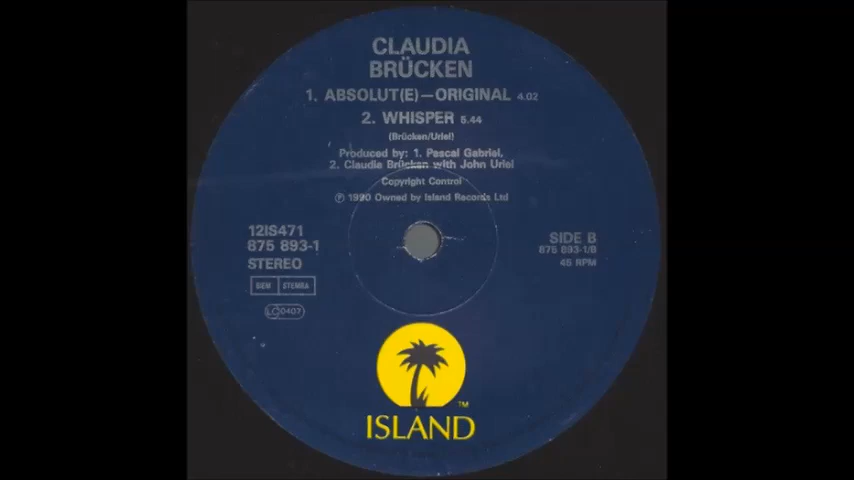 CLAUDIA
BRÜCKEN
1. ABSOLUT(E)—ORIGINAL 4.02
2. WHISPER 5.44
(Brücken/Uriel)
Produced by: 1. Pascal Gabriel,
2. Claudia Brücken with John Uriel
Copyright Control
℗ 1990 Owned by Island Records Ltd
12IS471
875 893-1
STEREO
BIEM STEMRA
LC0407
SIDE B
875 893-1/B
45 RPM
TM
ISLAND